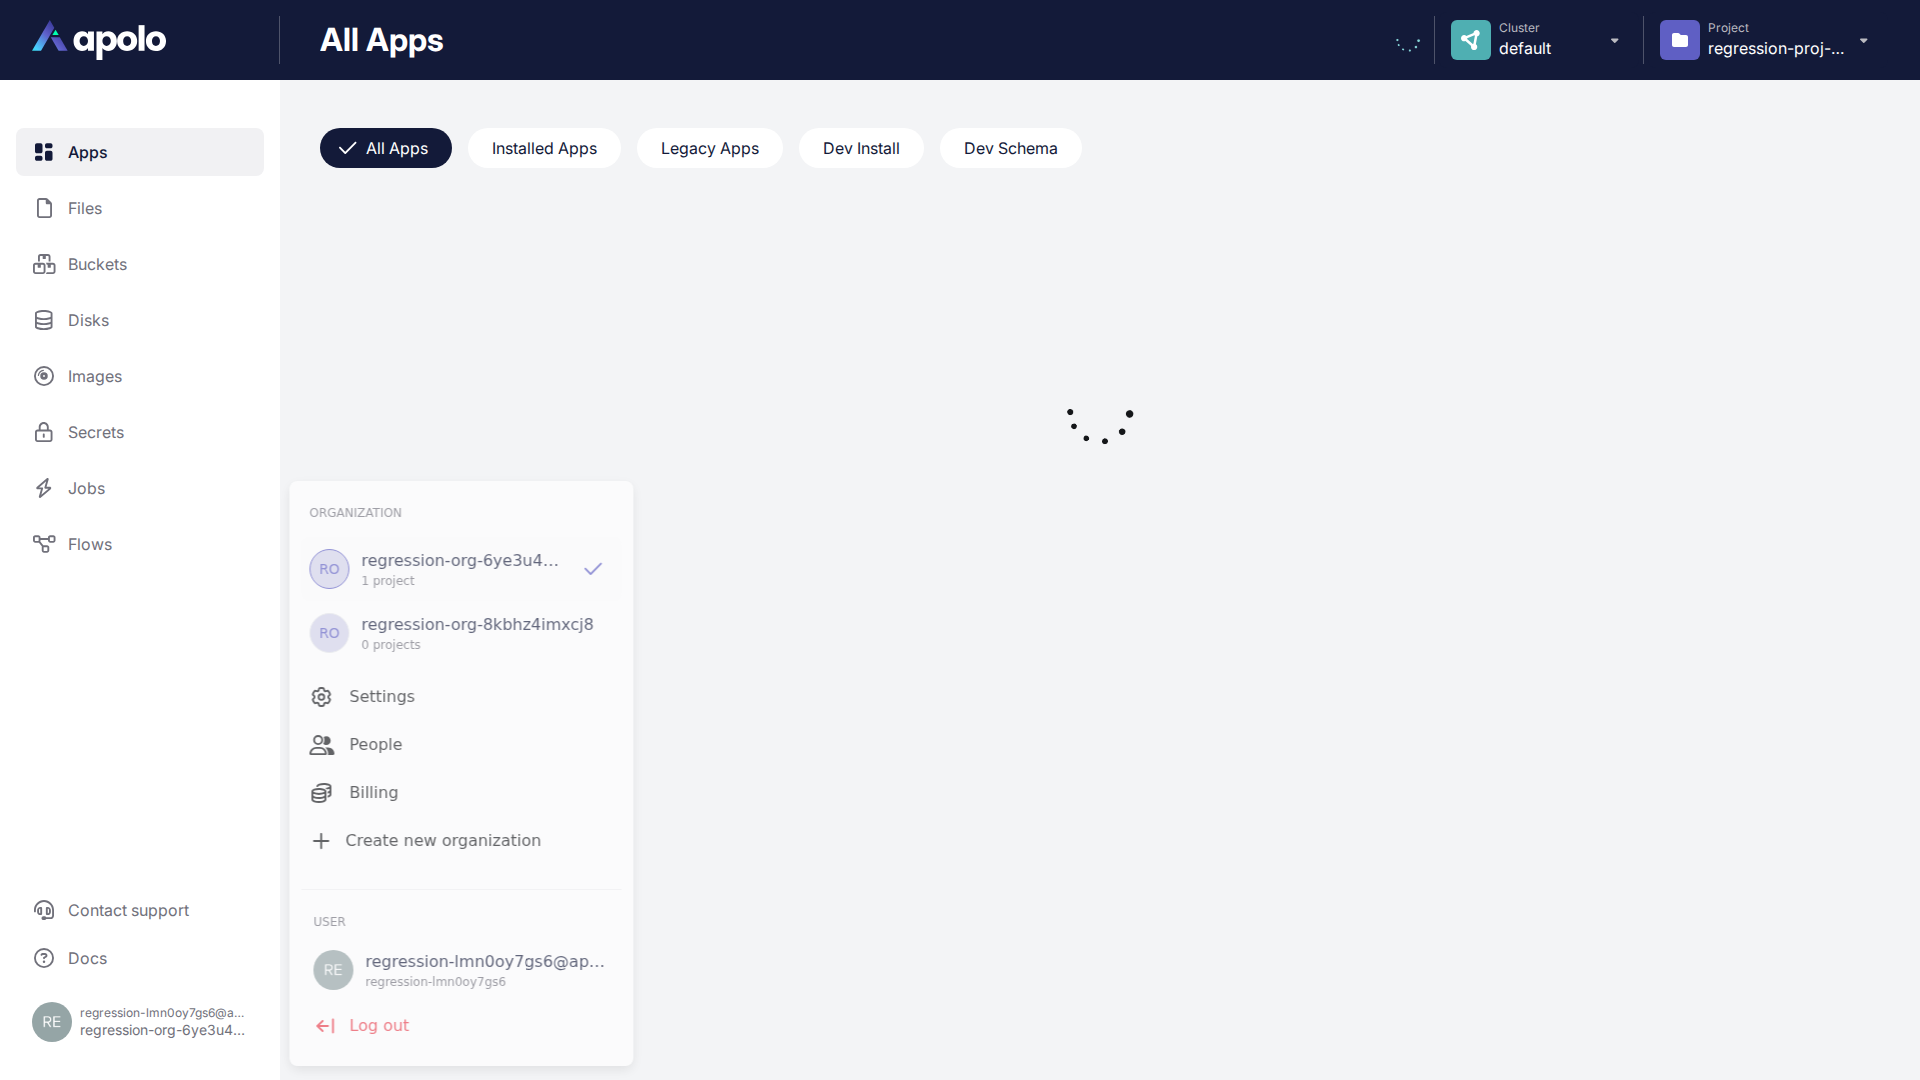 apolo
All Apps
Cluster
default
Project
regression-proj-...
Apps
Files
Buckets
Disks
Images
Secrets
Jobs
Flows
All Apps
Installed Apps
Legacy Apps
Dev Install
Dev Schema
ORGANIZATION
RO
regression-org-6ye3u4...
1 project
RO
regression-org-8kbhz4imxcj8
0 projects
Settings
People
Billing
Create new organization
USER
RE
regression-lmn0oy7gs6@ap...
regression-lmn0oy7gs6
Log out
Contact support
Docs
RE
regression-lmn0oy7gs6@a...
regression-org-6ye3u4...